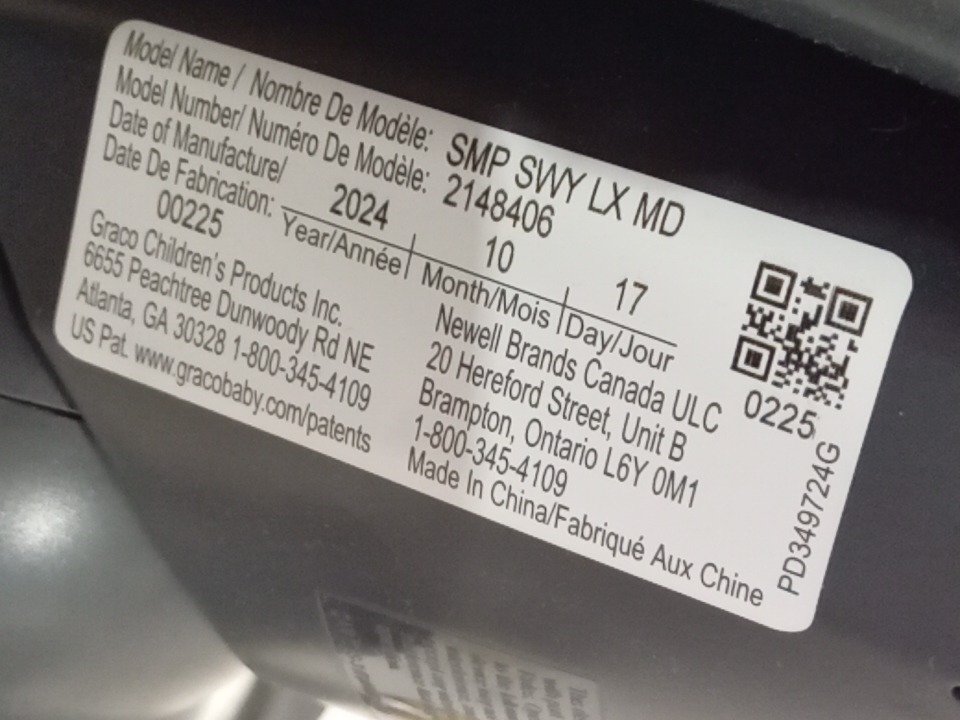 Model Name / Nombre De Modèle: SMP SWY LX MD
Model Number/ Numéro De Modèle: 2148406
Date of Manufacture/
Date De Fabrication: 2024 10 17
00225 Year/Année Month/Mois Day/Jour
Graco Children's Products Inc.
6655 Peachtree Dunwoody Rd NE
Atlanta, GA 30328 1-800-345-4109
US Pat. www.gracobaby.com/patents
Newell Brands Canada ULC
20 Hereford Street, Unit B
Brampton, Ontario L6Y 0M1
1-800-345-4109
Made In China/Fabriqué Aux Chine
0225
PD349724G